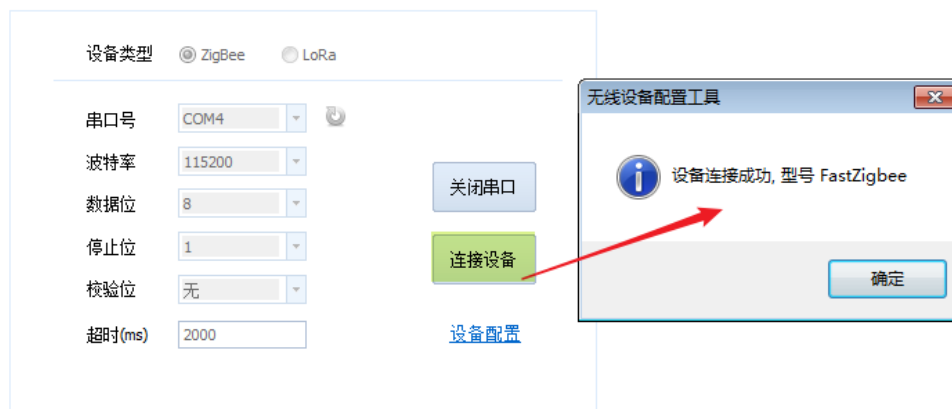 设备类型 ZigBee LoRa
串口号 COM4
波特率 115200
数据位 8
停止位 1
校验位 无
超时(ms) 2000
关闭串口
连接设备
设备配置
无线设备配置工具
设备连接成功, 型号 FastZigbee
确定